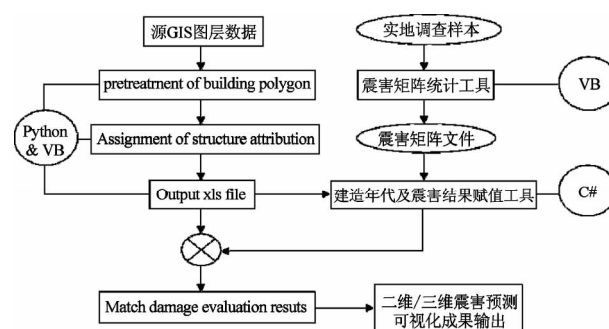 源GIS图层数据
实地调查样本
pretreatrnent of building polygon
震害矩阵统计工具
VB
Python
& VB
Assignment of structure attribution
震害矩阵文件
Output xls file
建造年代及震害结果赋值工具
C#
Match damage evaluation resuts
二维/三维震害预测
可视化成果输出